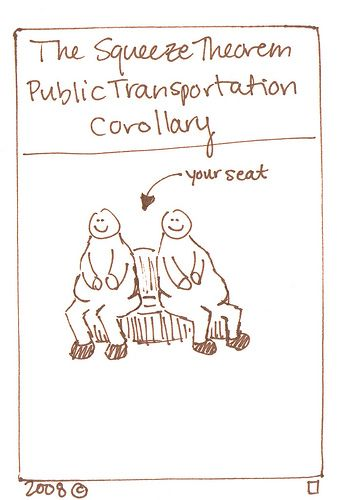 The Squeeze Theorem
Public Transportation
Corollary
your seat
2008 ©